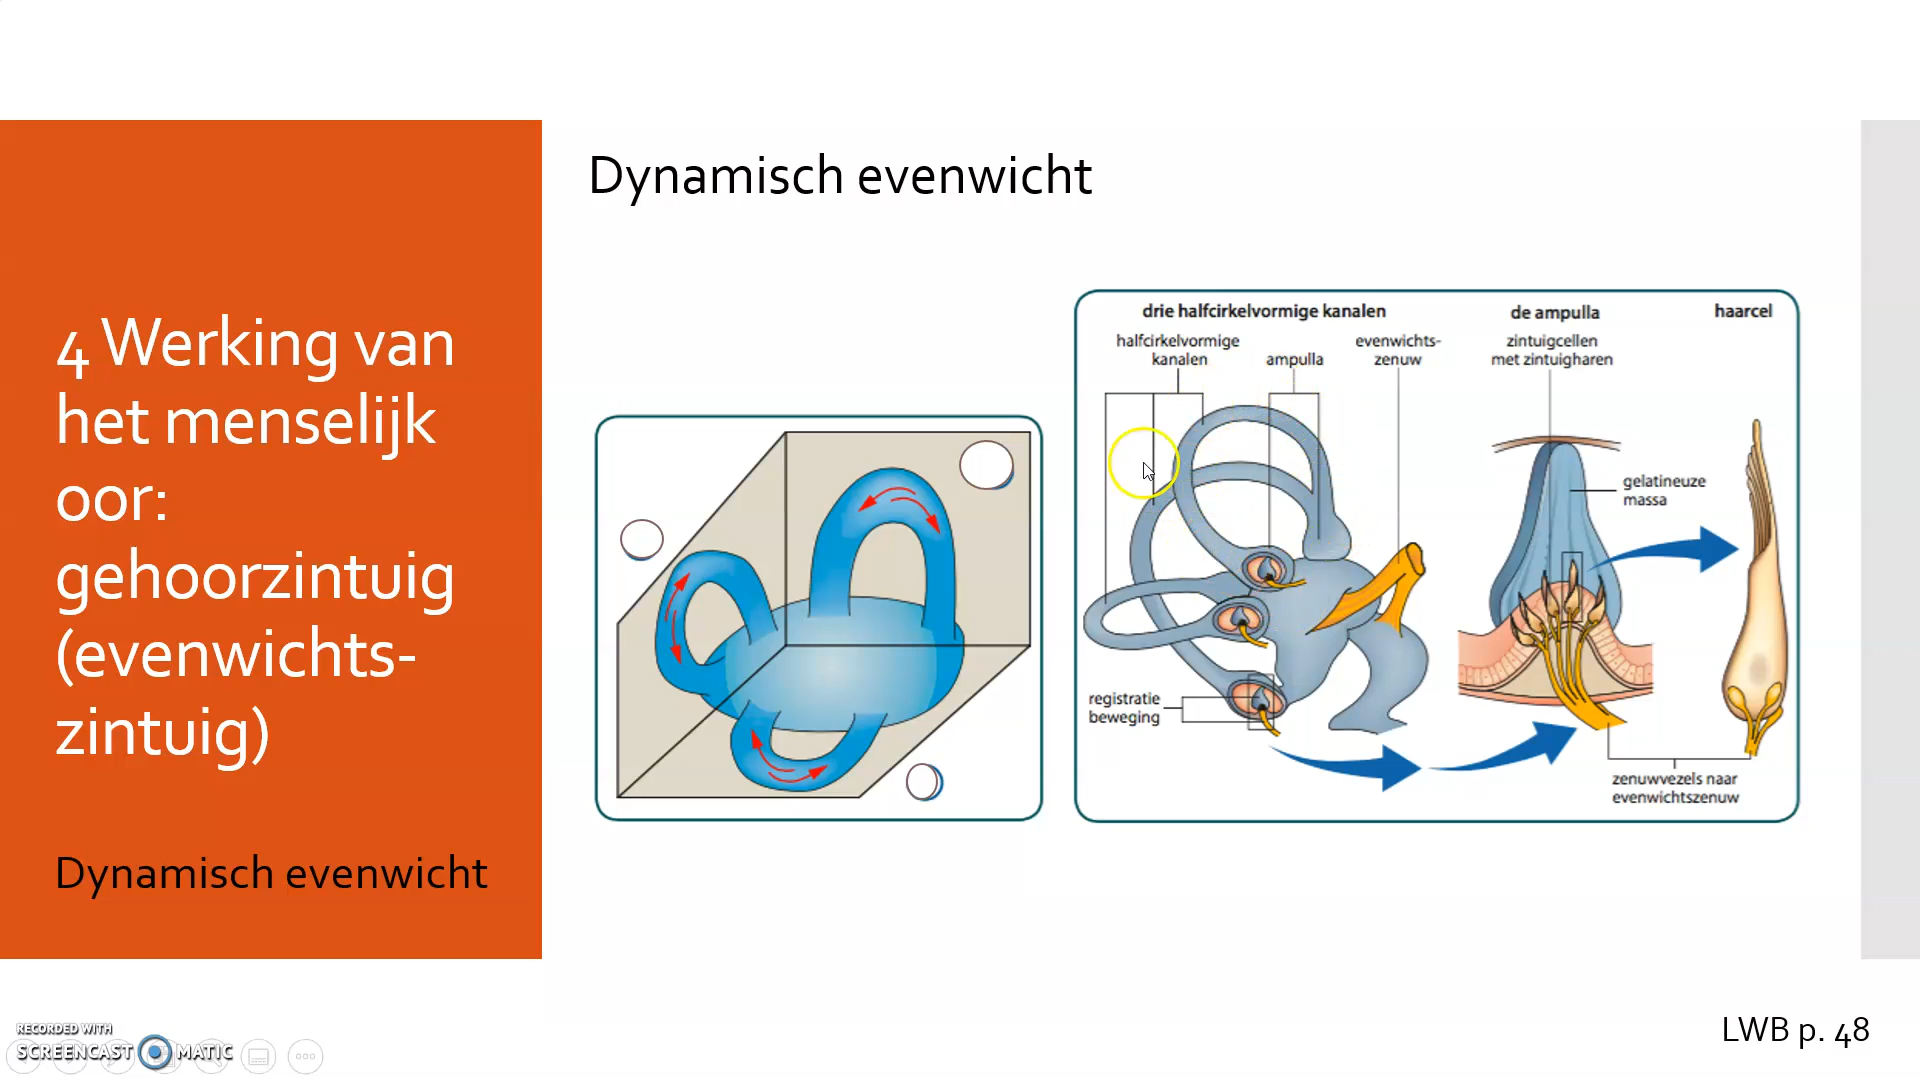 Dynamisch evenwicht
4 Werking van
het menselijk
oor:
gehoorzintuig
(evenwichts-
zintuig)
Dynamisch evenwicht
drie halfcirkelvormige kanalen
de ampulla
haarcel
halfcirkelvormige
kanalen
ampulla
evenwichts-
zenuw
zintuigcellen
met zintuigharen
gelatineuze
massa
registratie
beweging
zenuwvezels naar
evenwichtszenuw
LWB p. 48
RECORDED WITH
SCREENCAST MATIC